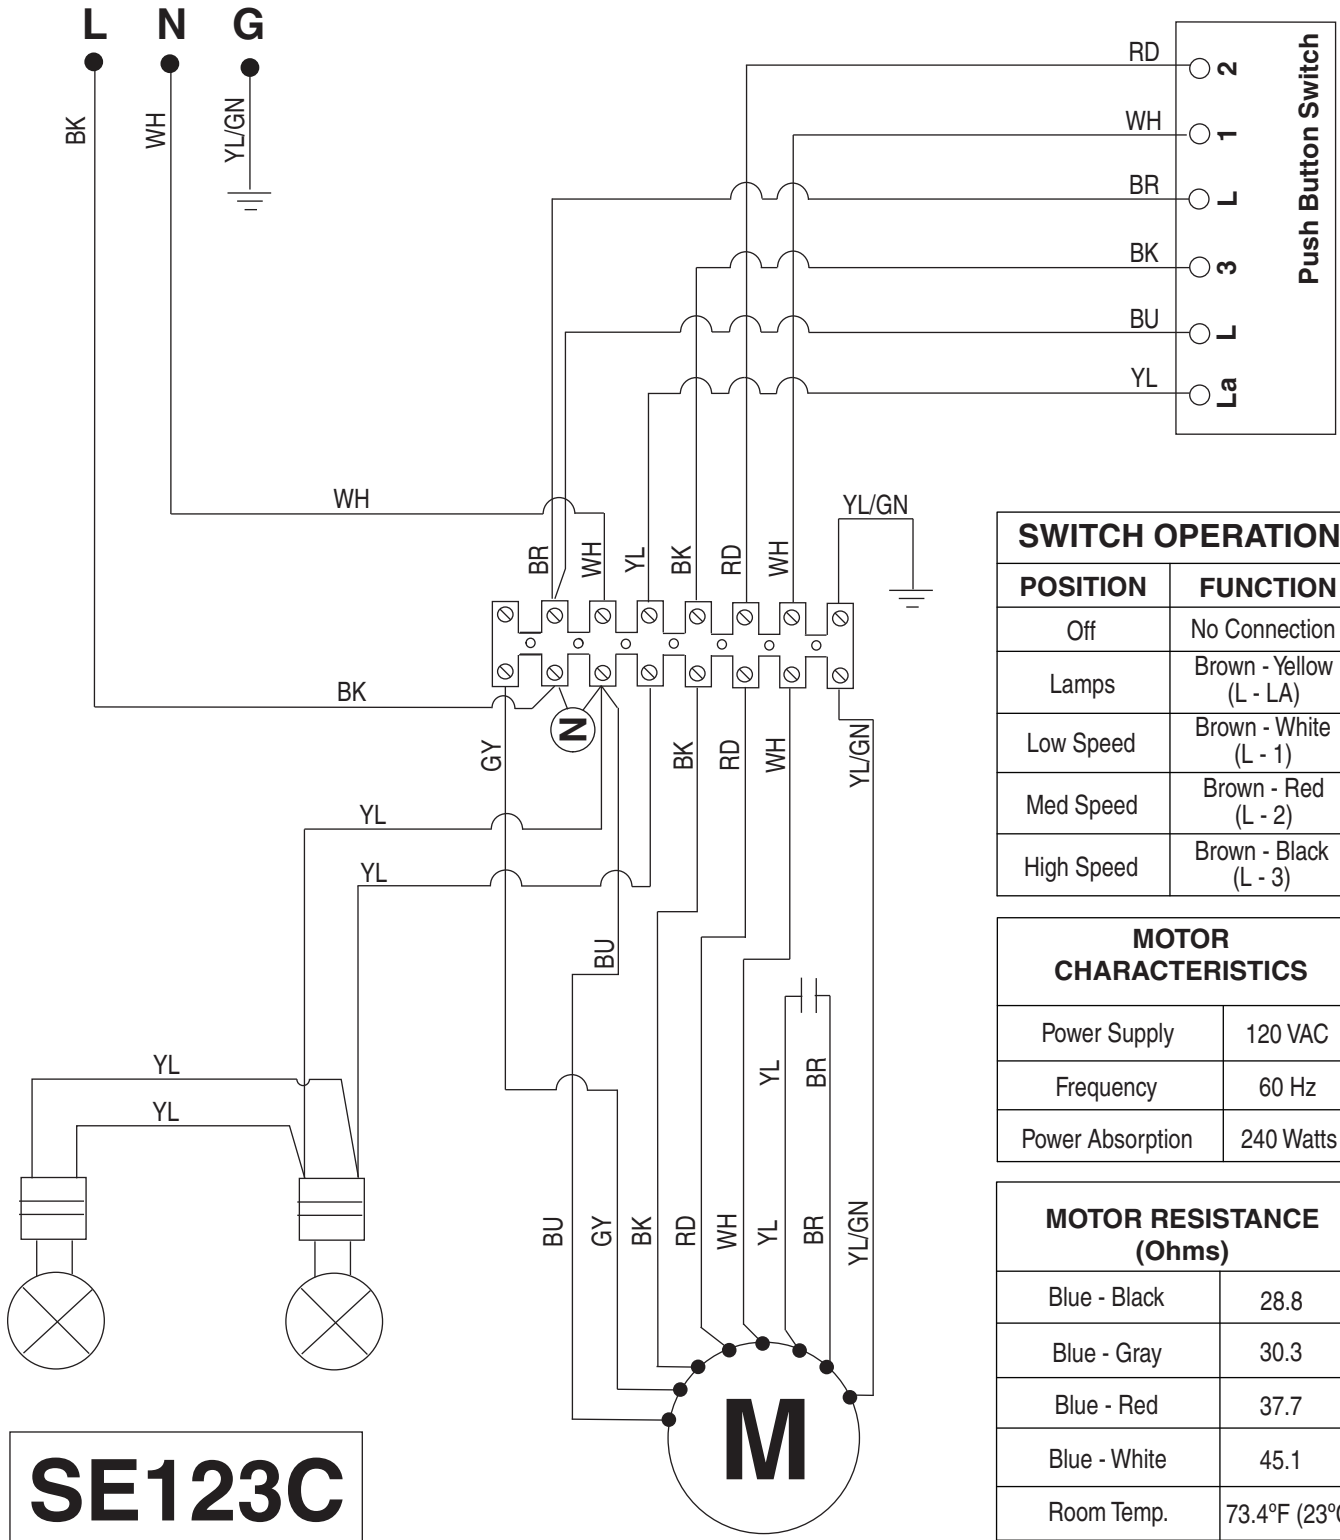 L N G
BK
WH
YL/GN
RD
2
WH
1
BR
L
BK
3
BU
L
YL
La
Push Button Switch
WH
BR
WH
YL
BK
RD
WH
YL/GN
BK
N
GY
BK
RD
WH
YL/GN
YL
YL
BU
YL
BR
YL
YL
BU
GY
BK
RD
WH
YL
BR
YL/GN
M
SE123C
SWITCH OPERATION
POSITION FUNCTION
Off No Connection
Lamps Brown - Yellow
(L - LA)
Low Speed Brown - White
(L - 1)
Med Speed Brown - Red
(L - 2)
High Speed Brown - Black
(L - 3)
MOTOR
CHARACTERISTICS
Power Supply 120 VAC
Frequency 60 Hz
Power Absorption 240 Watts
MOTOR RESISTANCE
(Ohms)
Blue - Black 28.8
Blue - Gray 30.3
Blue - Red 37.7
Blue - White 45.1
Room Temp. 73.4ºF (23º